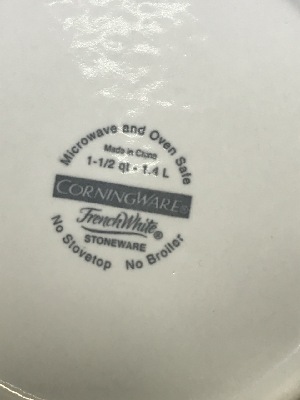 Microwave and Oven Safe
Made in China
1-1/2 qt • 1.4 L
CORNINGWARE®
FrenchWhite®
STONEWARE
No Stovetop No Broiler